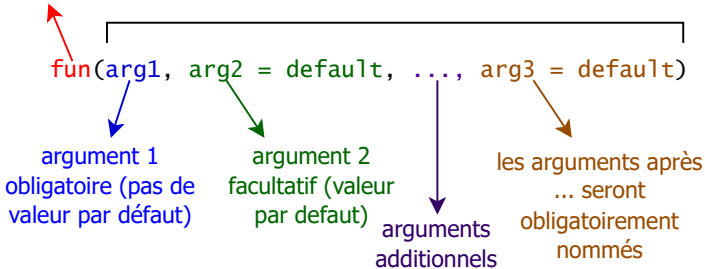 fun(arg1, arg2 = default, ..., arg3 = default)
argument 1
obligatoire (pas de
valeur par défaut)
argument 2
facultatif (valeur
par defaut)
arguments
additionnels
les arguments après
... seront
obligatoirement
nommés